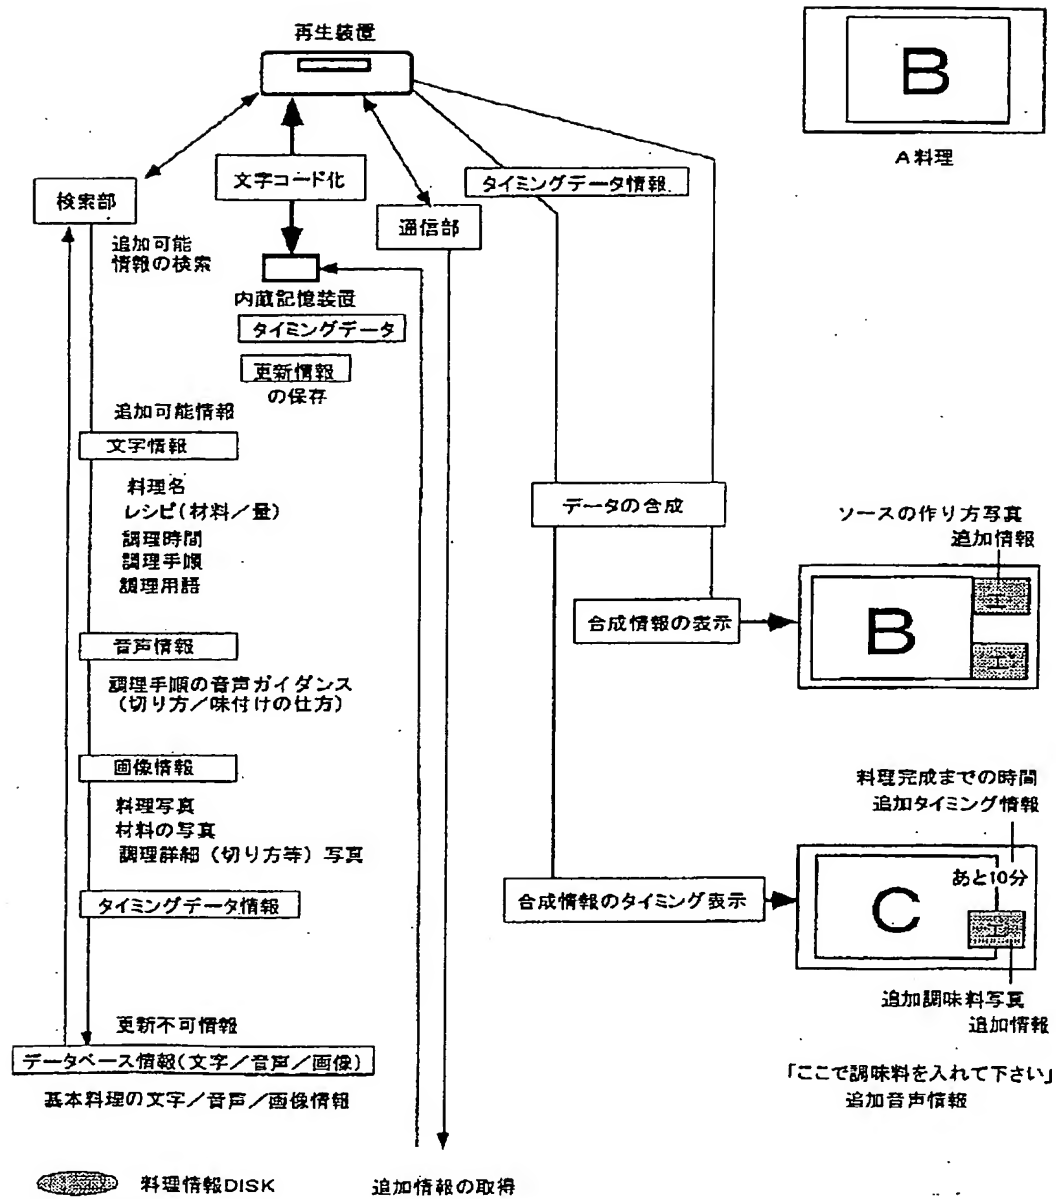 再生装置
B
A料理
検索部
文字コード化
タイミングデータ情報
通信部
追加可能
情報の検索
内蔵記憶装置
タイミングデータ
更新情報
の保存
追加可能情報
文字情報
料理名
レシピ(材料／量)
調理時間
調理手順
調理用語
音声情報
調理手順の音声ガイダンス
(切り方／味付けの仕方)
画像情報
料理写真
材料の写真
調理詳細（切り方等）写真
タイミングデータ情報
更新不可情報
データベース情報(文字／音声／画像)
基本料理の文字／音声／画像情報
料理情報DISK
追加情報の取得
データの合成
合成情報の表示
合成情報のタイミング表示
ソースの作り方写真
追加情報
B
エ
エ'
料理完成までの時間
追加タイミング情報
あと10分
C
エ
追加調味料写真
追加情報
「ここで調味料を入れて下さい」
追加音声情報